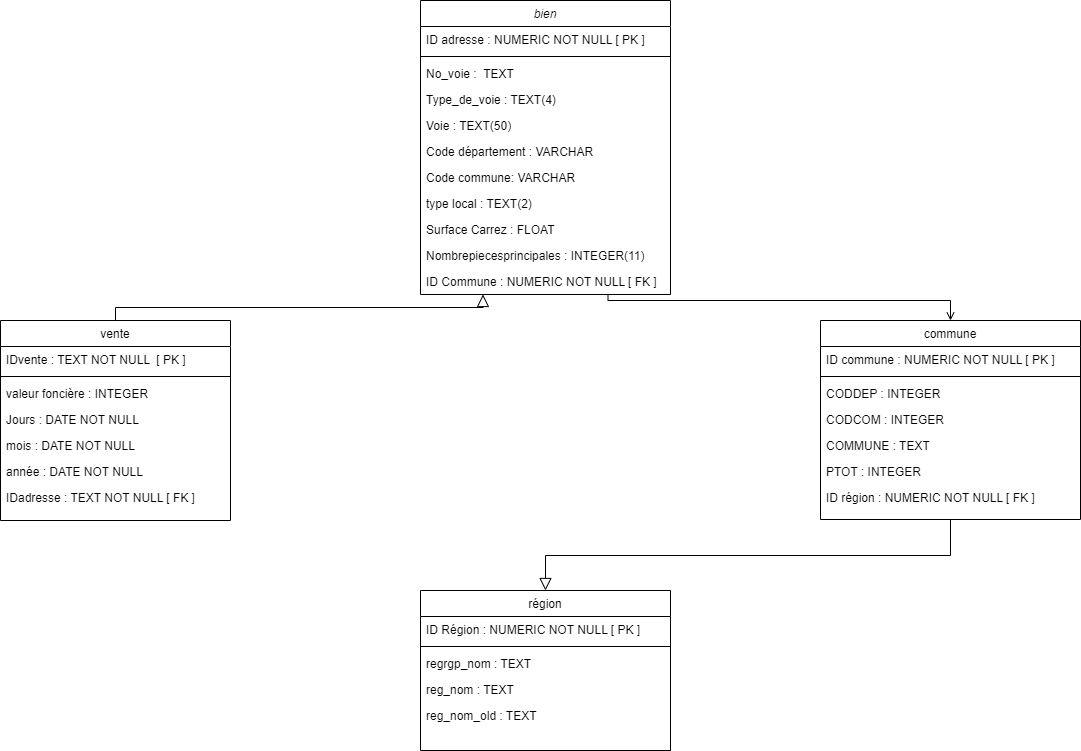 bien
ID adresse : NUMERIC NOT NULL [ PK ]
No_voie :  TEXT
Type_de_voie : TEXT(4)
Voie : TEXT(50)
Code département : VARCHAR
Code commune: VARCHAR
type local : TEXT(2)
Surface Carrez : FLOAT
Nombrepiecesprincipales : INTEGER(11)
ID Commune : NUMERIC NOT NULL [ FK ]
vente
IDvente : TEXT NOT NULL  [ PK ]
valeur foncière : INTEGER
Jours : DATE NOT NULL
mois : DATE NOT NULL
année : DATE NOT NULL
IDadresse : TEXT NOT NULL [ FK ]
commune
ID commune : NUMERIC NOT NULL [ PK ]
CODDEP : INTEGER
CODCOM : INTEGER
COMMUNE : TEXT
PTOT : INTEGER
ID région : NUMERIC NOT NULL [ FK ]
région
ID Région : NUMERIC NOT NULL [ PK ]
regrgp_nom : TEXT
reg_nom : TEXT
reg_nom_old : TEXT